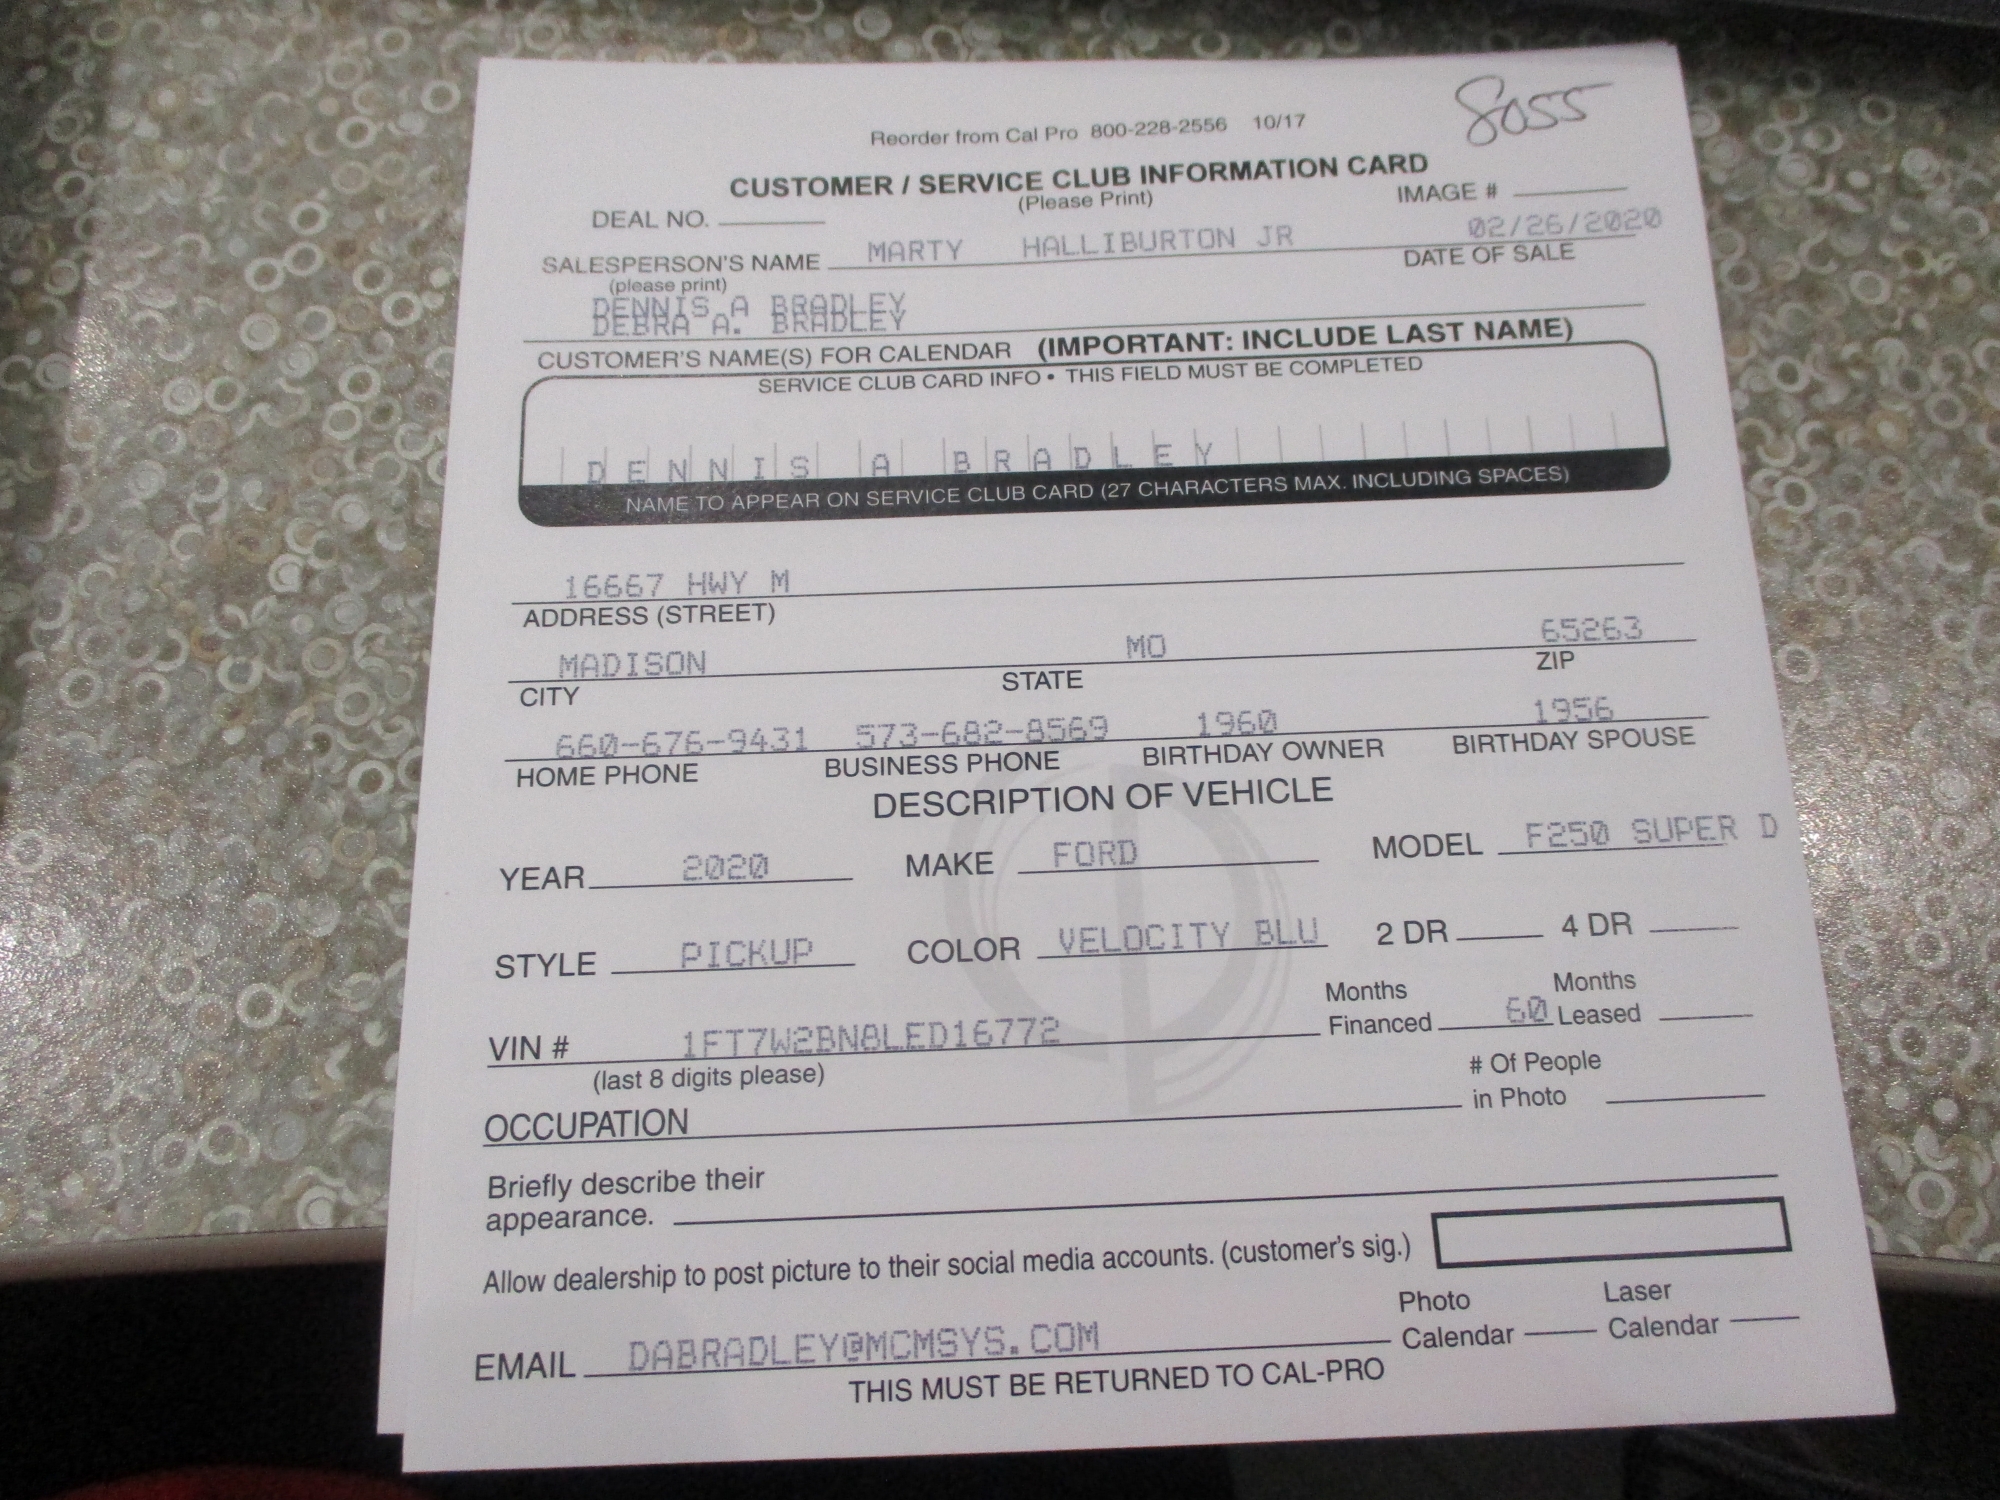 8055
Reorder from Cal Pro 800-228-2556 10/17
CUSTOMER / SERVICE CLUB INFORMATION CARD
(Please Print)
IMAGE #
DEAL NO.
02/26/2020
SALESPERSON'S NAME MARTY HALLIBURTON JR
DATE OF SALE
(please print)
DENNIS A BRADLEY
DEBRA A. BRADLEY
CUSTOMER'S NAME(S) FOR CALENDAR (IMPORTANT: INCLUDE LAST NAME)
SERVICE CLUB CARD INFO • THIS FIELD MUST BE COMPLETED
DENNIS A BRADLEY
NAME TO APPEAR ON SERVICE CLUB CARD (27 CHARACTERS MAX. INCLUDING SPACES)
16667 HWY M
ADDRESS (STREET)
MADISON MO 65263
CITY STATE ZIP
660-676-9431 573-682-8569 1960 1956
HOME PHONE BUSINESS PHONE BIRTHDAY OWNER BIRTHDAY SPOUSE
DESCRIPTION OF VEHICLE
YEAR 2020 MAKE FORD MODEL F250 SUPER D
STYLE PICKUP COLOR VELOCITY BLU 2 DR 4 DR
Months Financed 60 Months Leased
VIN # 1FT7W2BN8LED16772
(last 8 digits please)
# Of People in Photo
OCCUPATION
Briefly describe their
appearance.
Allow dealership to post picture to their social media accounts. (customer's sig.)
Photo Calendar Laser Calendar
EMAIL DABRADLEY@MCMSYS.COM
THIS MUST BE RETURNED TO CAL-PRO